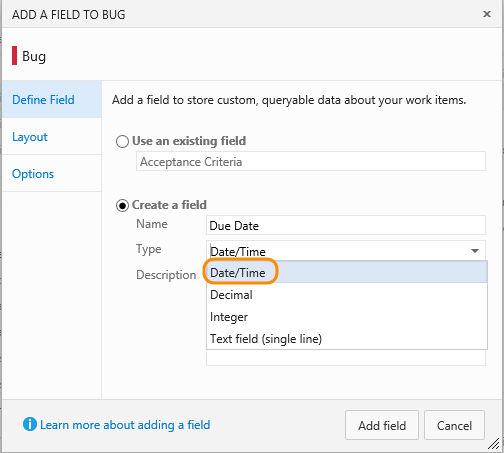 ADD A FIELD TO BUG
Bug
Define Field
Layout
Options
Add a field to store custom, queryable data about your work items.
Use an existing field
Acceptance Criteria
Create a field
Name
Due Date
Type
Date/Time
Description
Date/Time
Decimal
Integer
Text field (single line)
Learn more about adding a field
Add field
Cancel